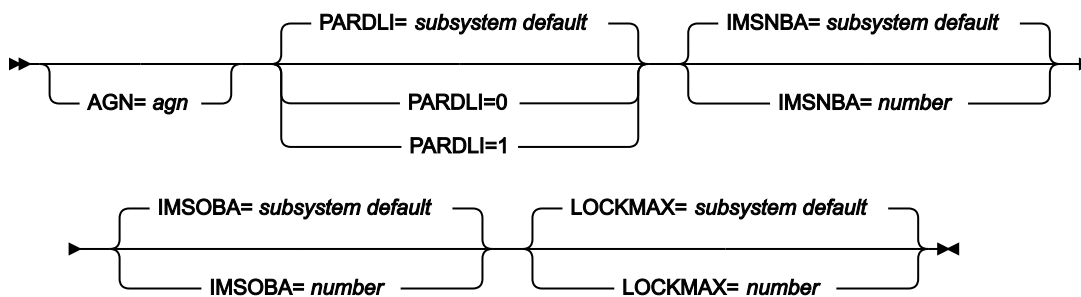 PARDLI= subsystem default
IMSNBA= subsystem default
AGN= agn
PARDLI=0
IMSNBA= number
PARDLI=1
IMSOBA= subsystem default
LOCKMAX= subsystem default
IMSOBA= number
LOCKMAX= number